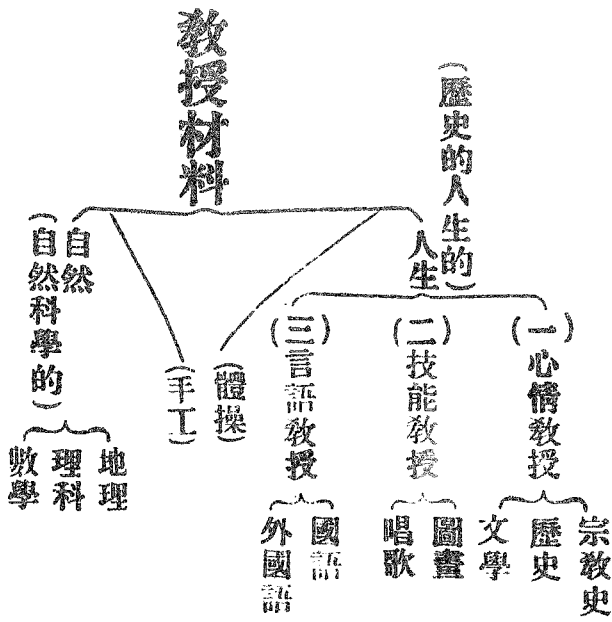 教授材料
(歷史的人生的)
人生
(一)心情教授
宗教史
歷史
文學
(二)技能教授
圖畫
唱歌
(三)言語教授
國語
外國語
(體操)
(手工)
自然
(自然科學的)
地理
理科
數學